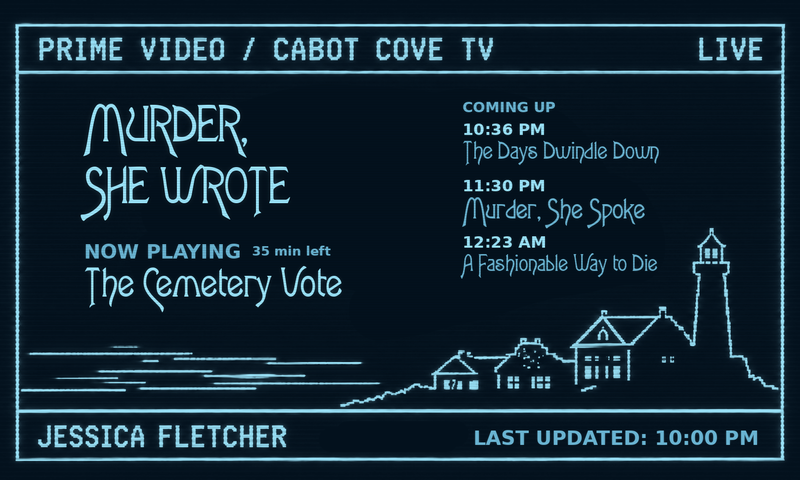 PRIME VIDEO / CABOT COVE TV
LIVE
MURDER,
SHE WROTE
NOW PLAYING 35 min left
The Cemetery Vote
COMING UP
10:36 PM
The Days Dwindle Down
11:30 PM
Murder, She Spoke
12:23 AM
A Fashionable Way to Die
JESSICA FLETCHER
LAST UPDATED: 10:00 PM